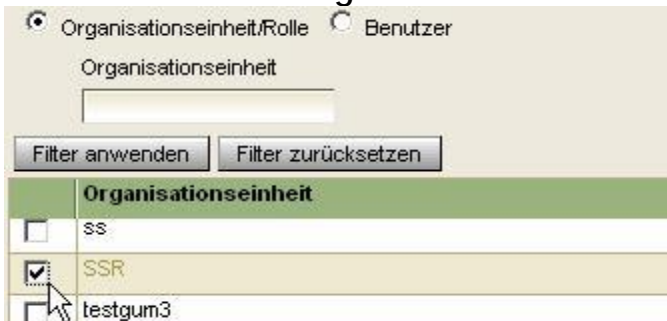 Organisationseinheit/Rolle Benutzer
Organisationseinheit
Filter anwenden Filter zurücksetzen
Organisationseinheit
ss
SSR
testgum3